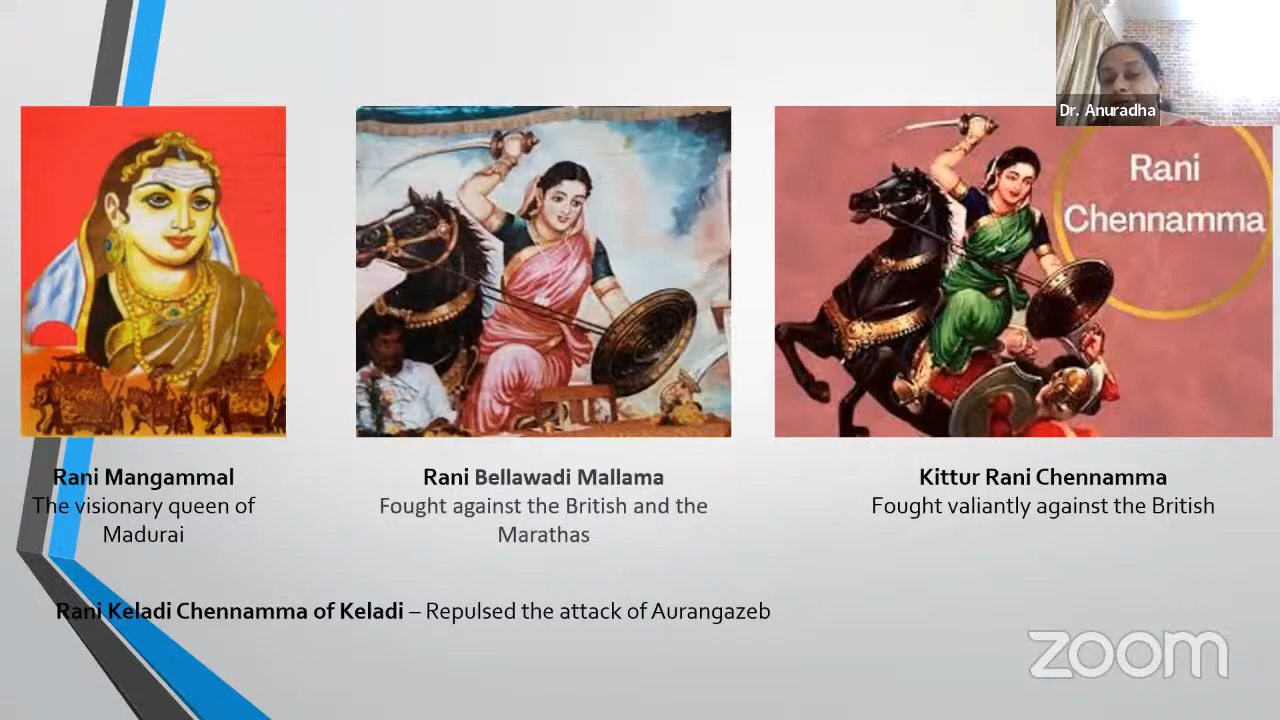 Dr. Anuradha
Rani
Chennamma
Rani Mangammal
The visionary queen of
Madurai
Rani Bellawadi Mallama
Fought against the British and the
Marathas
Kittur Rani Chennamma
Fought valiantly against the British
Rani Keladi Chennamma of Keladi – Repulsed the attack of Aurangazeb
zoom